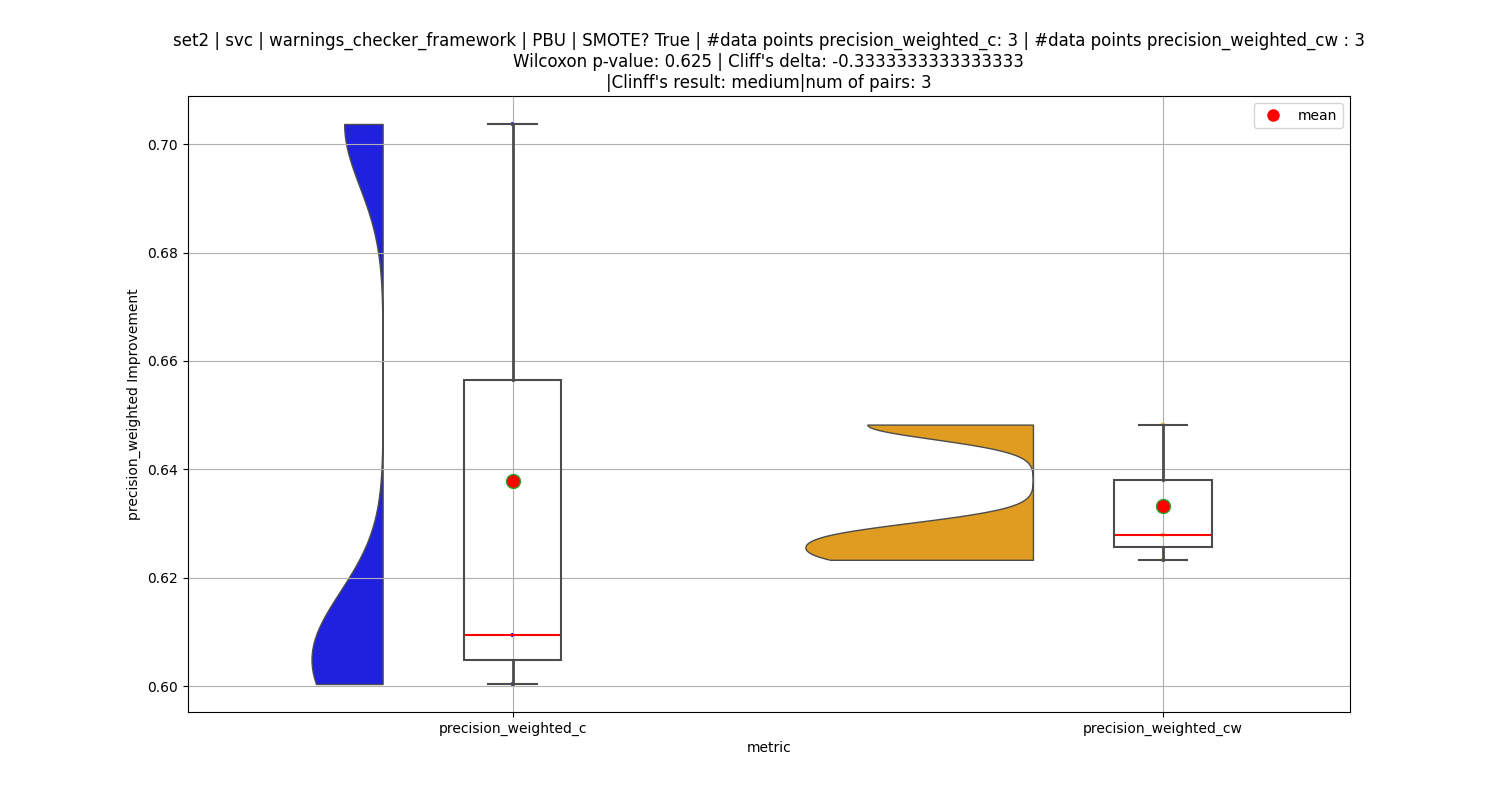 set2 | svc | warnings_checker_framework | PBU | SMOTE? True | #data points precision_weighted_c: 3 | #data points precision_weighted_cw : 3
Wilcoxon p-value: 0.625 | Cliff's delta: -0.3333333333333333
|Clinff's result: medium|num of pairs: 3
mean
0.70
0.68
0.66
0.64
0.62
0.60
precision_weighted Improvement
precision_weighted_c
precision_weighted_cw
metric